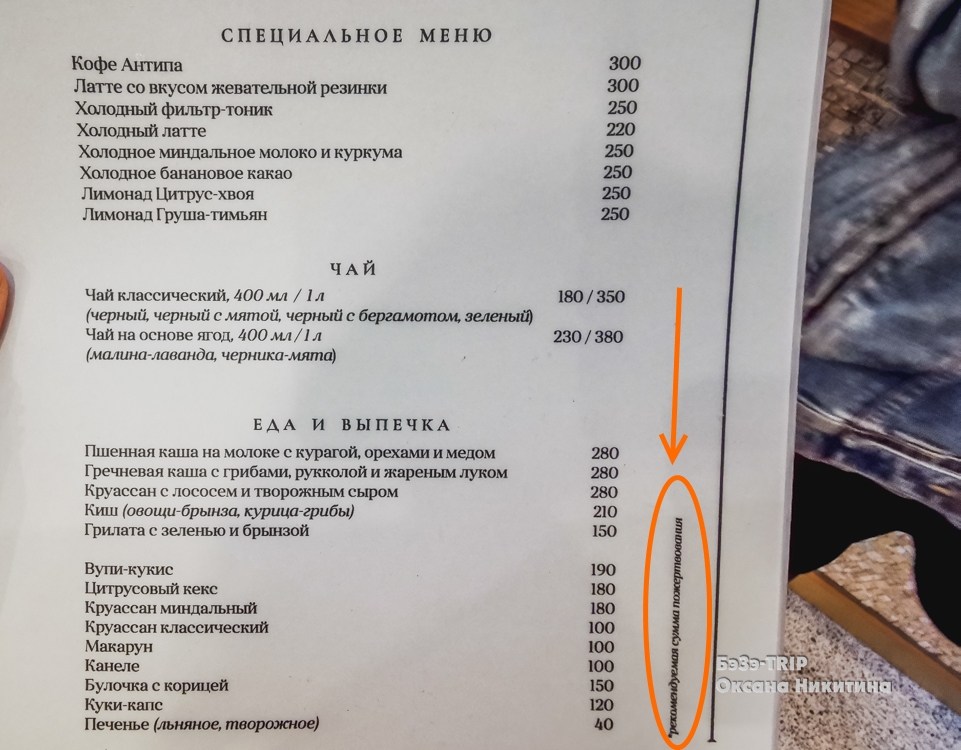 СПЕЦИАЛЬНОЕ МЕНЮ
Кофе Антипа 300
Латте со вкусом жевательной резинки 300
Холодный фильтр-тоник 250
Холодный латте 220
Холодное миндальное молоко и куркума 250
Холодное банановое какао 250
Лимонад Цитрус-хвоя 250
Лимонад Груша-тимьян 250
ЧАЙ
Чай классический, 400 мл / 1 л 180 / 350
(черный, черный с мятой, черный с бергамотом, зеленый)
Чай на основе ягод, 400 мл / 1 л 230 / 380
(малина-лаванда, черника-мята)
ЕДА И ВЫПЕЧКА
Пшенная каша на молоке с курагой, орехами и медом 280
Гречневая каша с грибами, рукколой и жареным луком 280
Круассан с лососем и творожным сыром 280
Киш (овощи-брынза, курица-грибы) 210
Грилата с зеленью и брынзой 150
Вупи-кукис 190
Цитрусовый кекс 180
Круассан миндальный 180
Круассан классический 100
Макарун 100
Канеле 100
Булочка с корицей 150
Куки-капс 120
Печенье (льняное, творожное) 40
*рекомендуемая сумма пожертвования
БэЗэ-TRIP
Оксана Никитина